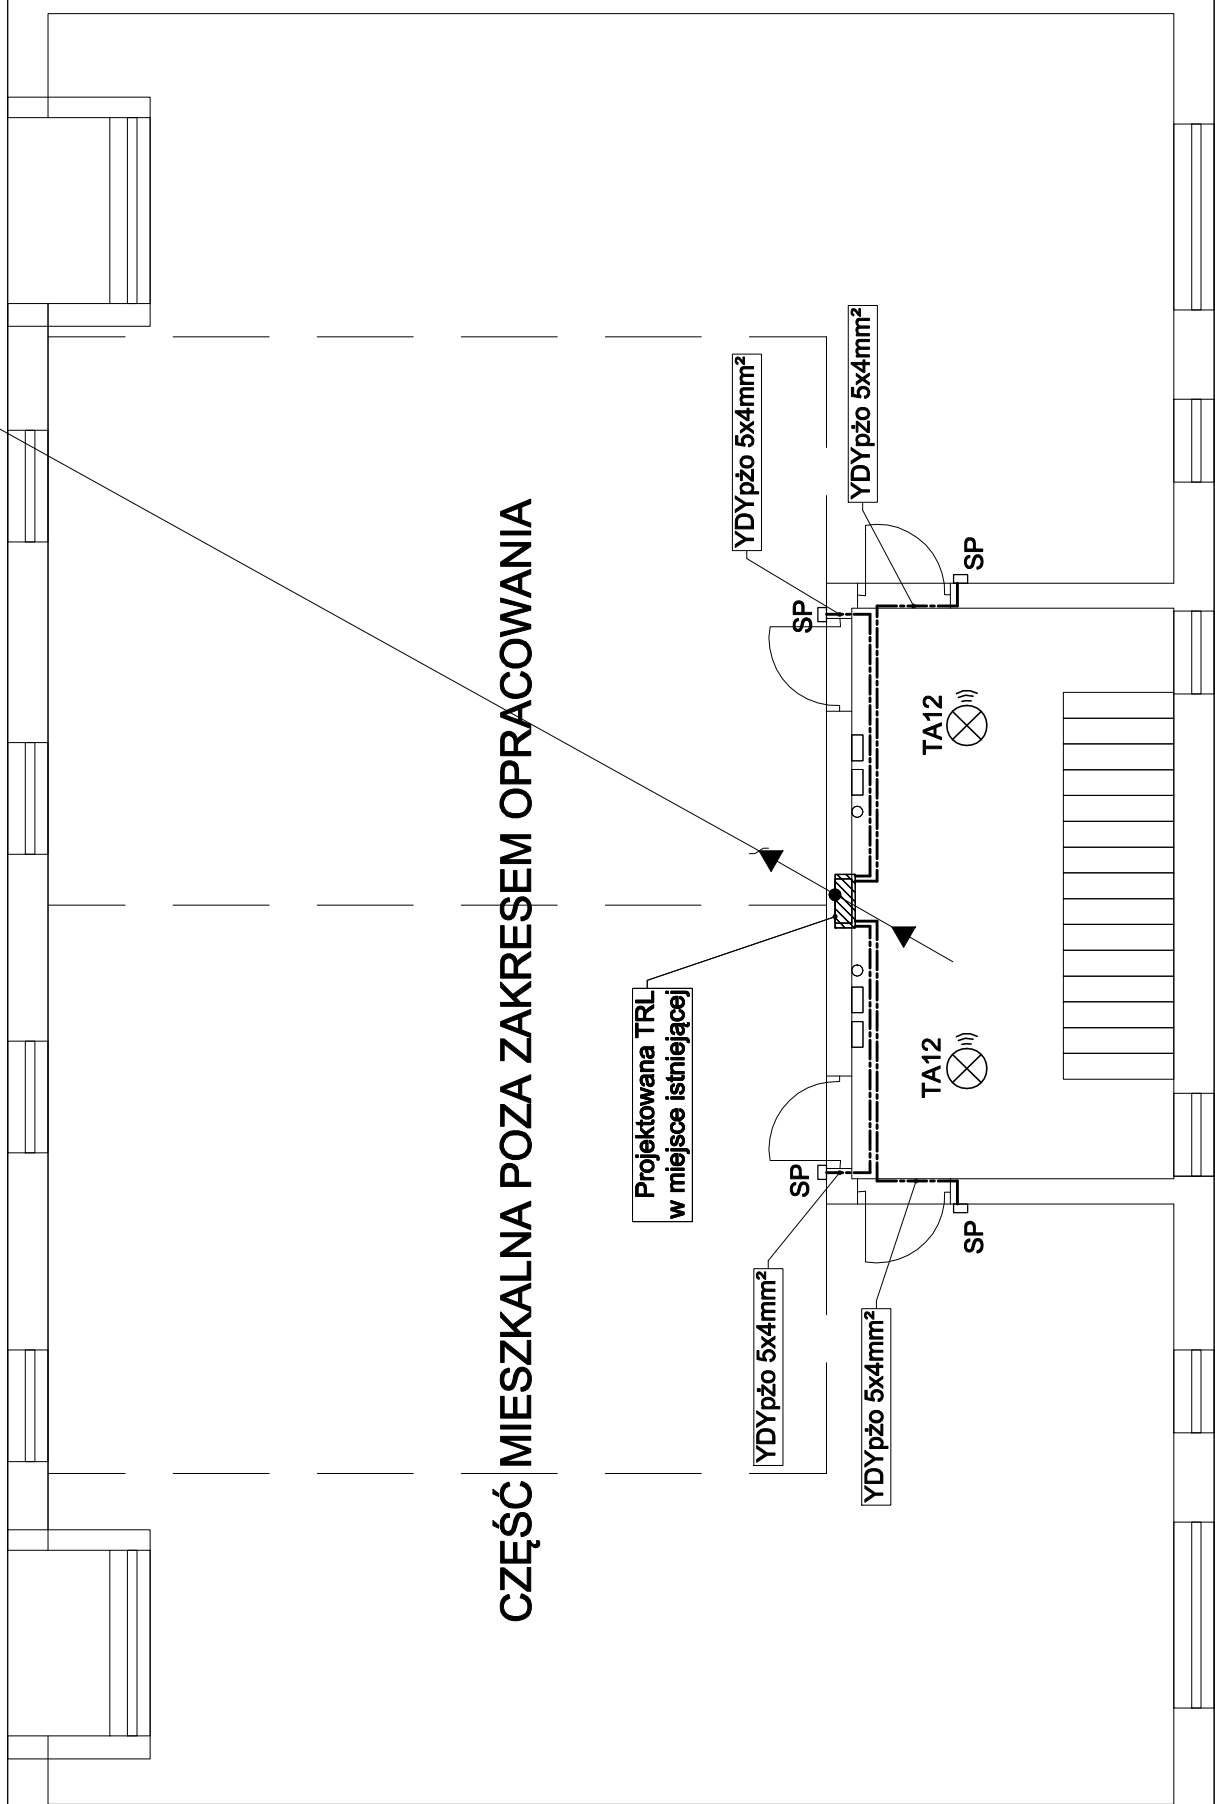 CZĘŚĆ MIESZKALNA POZA ZAKRESEM OPRACOWANIA
Projektowana TRL
w miejsce istniejącej
YDYpżo 5x4mm²
YDYpżo 5x4mm²
YDYpżo 5x4mm²
YDYpżo 5x4mm²
SP
SP
SP
SP
TA12
TA12